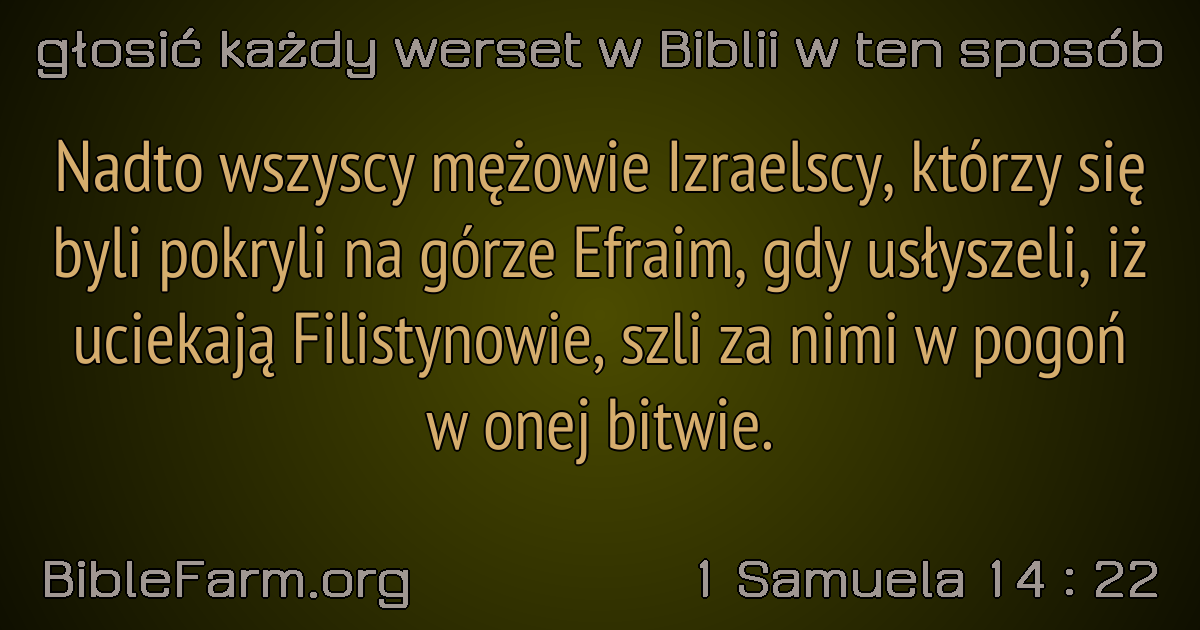 głosić każdy werset w Biblii w ten sposób
Nadto wszyscy mężowie Izraelscy, którzy się
byli pokryli na górze Efraim, gdy usłyszeli, iż
uciekają Filistynowie, szli za nimi w pogoń
w onej bitwie.
BibleFarm.org
1 Samuela 14 : 22